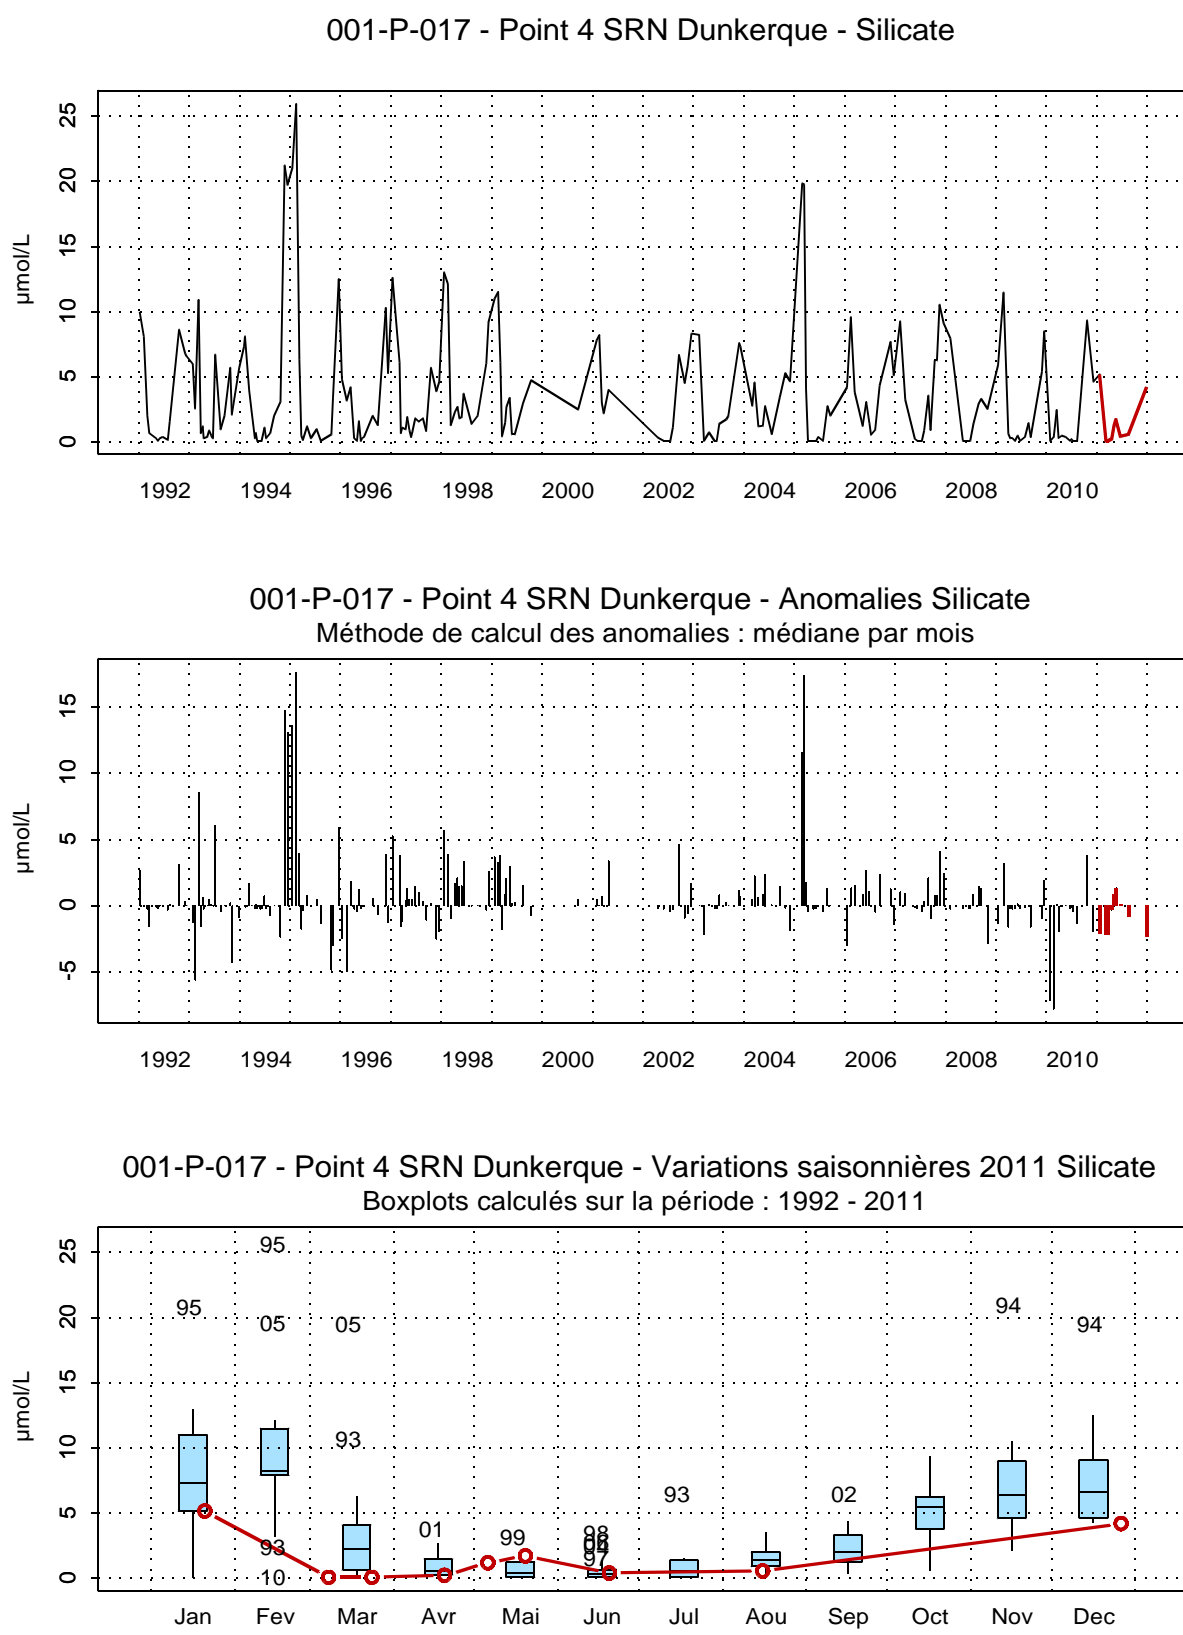 001-P-017 - Point 4 SRN Dunkerque - Silicate
25
20
15
10
5
0
µmol/L
1992 1994 1996 1998 2000 2002 2004 2006 2008 2010
001-P-017 - Point 4 SRN Dunkerque - Anomalies Silicate
Méthode de calcul des anomalies : médiane par mois
15
10
5
0
-5
µmol/L
1992 1994 1996 1998 2000 2002 2004 2006 2008 2010
001-P-017 - Point 4 SRN Dunkerque - Variations saisonnières 2011 Silicate
Boxplots calculés sur la période : 1992 - 2011
25
20
15
10
5
0
µmol/L
95
95
05
93
10
05
93
01
99
98
97
93
02
94
94
Jan Fev Mar Avr Mai Jun Jul Aou Sep Oct Nov Dec